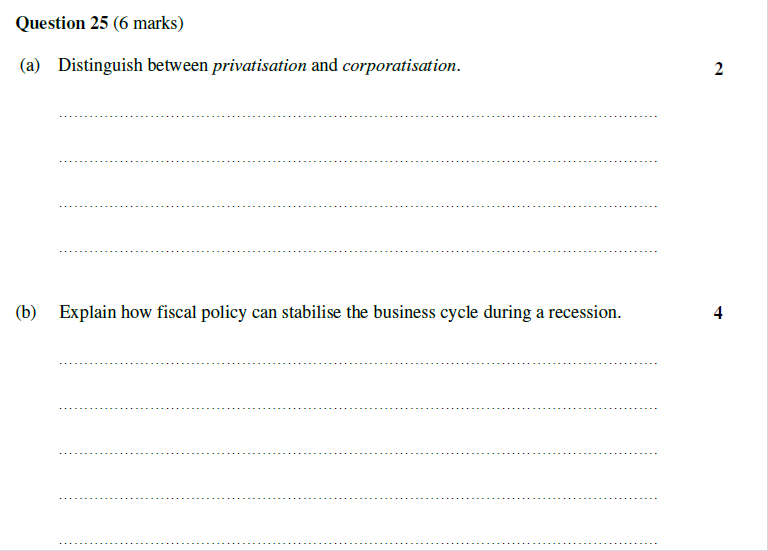 Question 25 (6 marks)
(a) Distinguish between privatisation and corporatisation. 2
(b) Explain how fiscal policy can stabilise the business cycle during a recession. 4